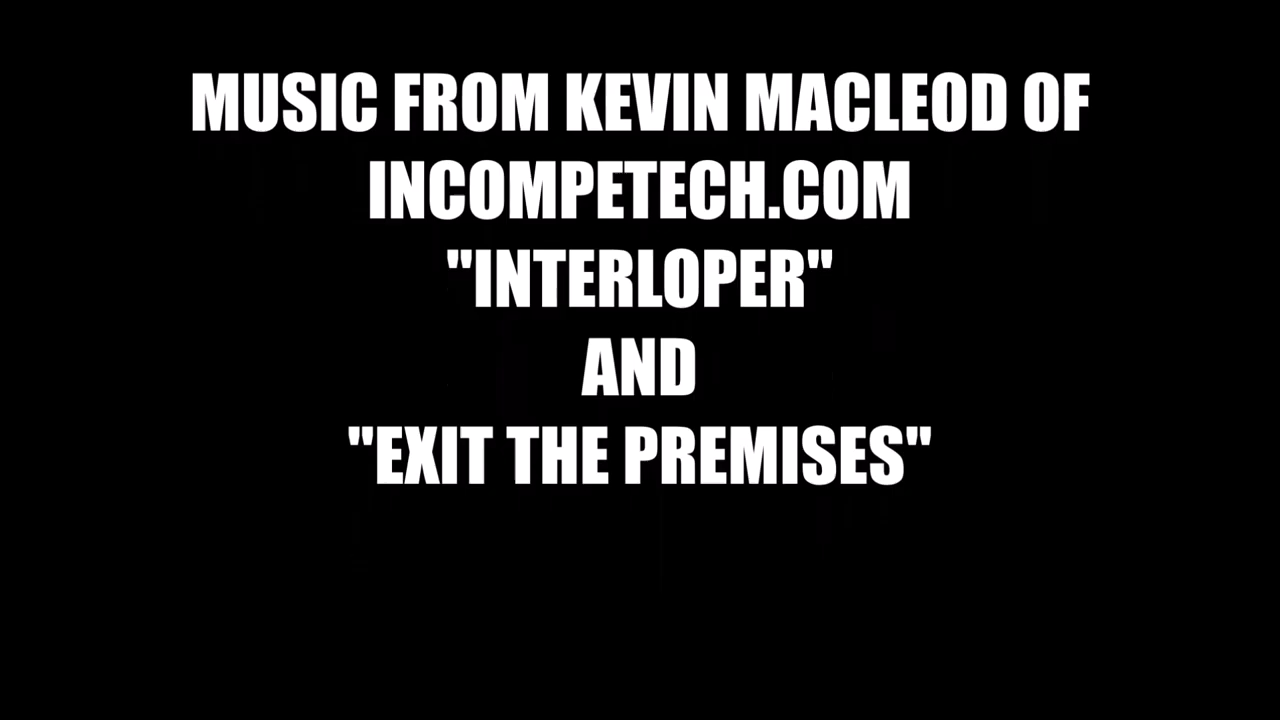 MUSIC FROM KEVIN MACLEOD OF
INCOMPETECH.COM
"INTERLOPER"
AND
"EXIT THE PREMISES"